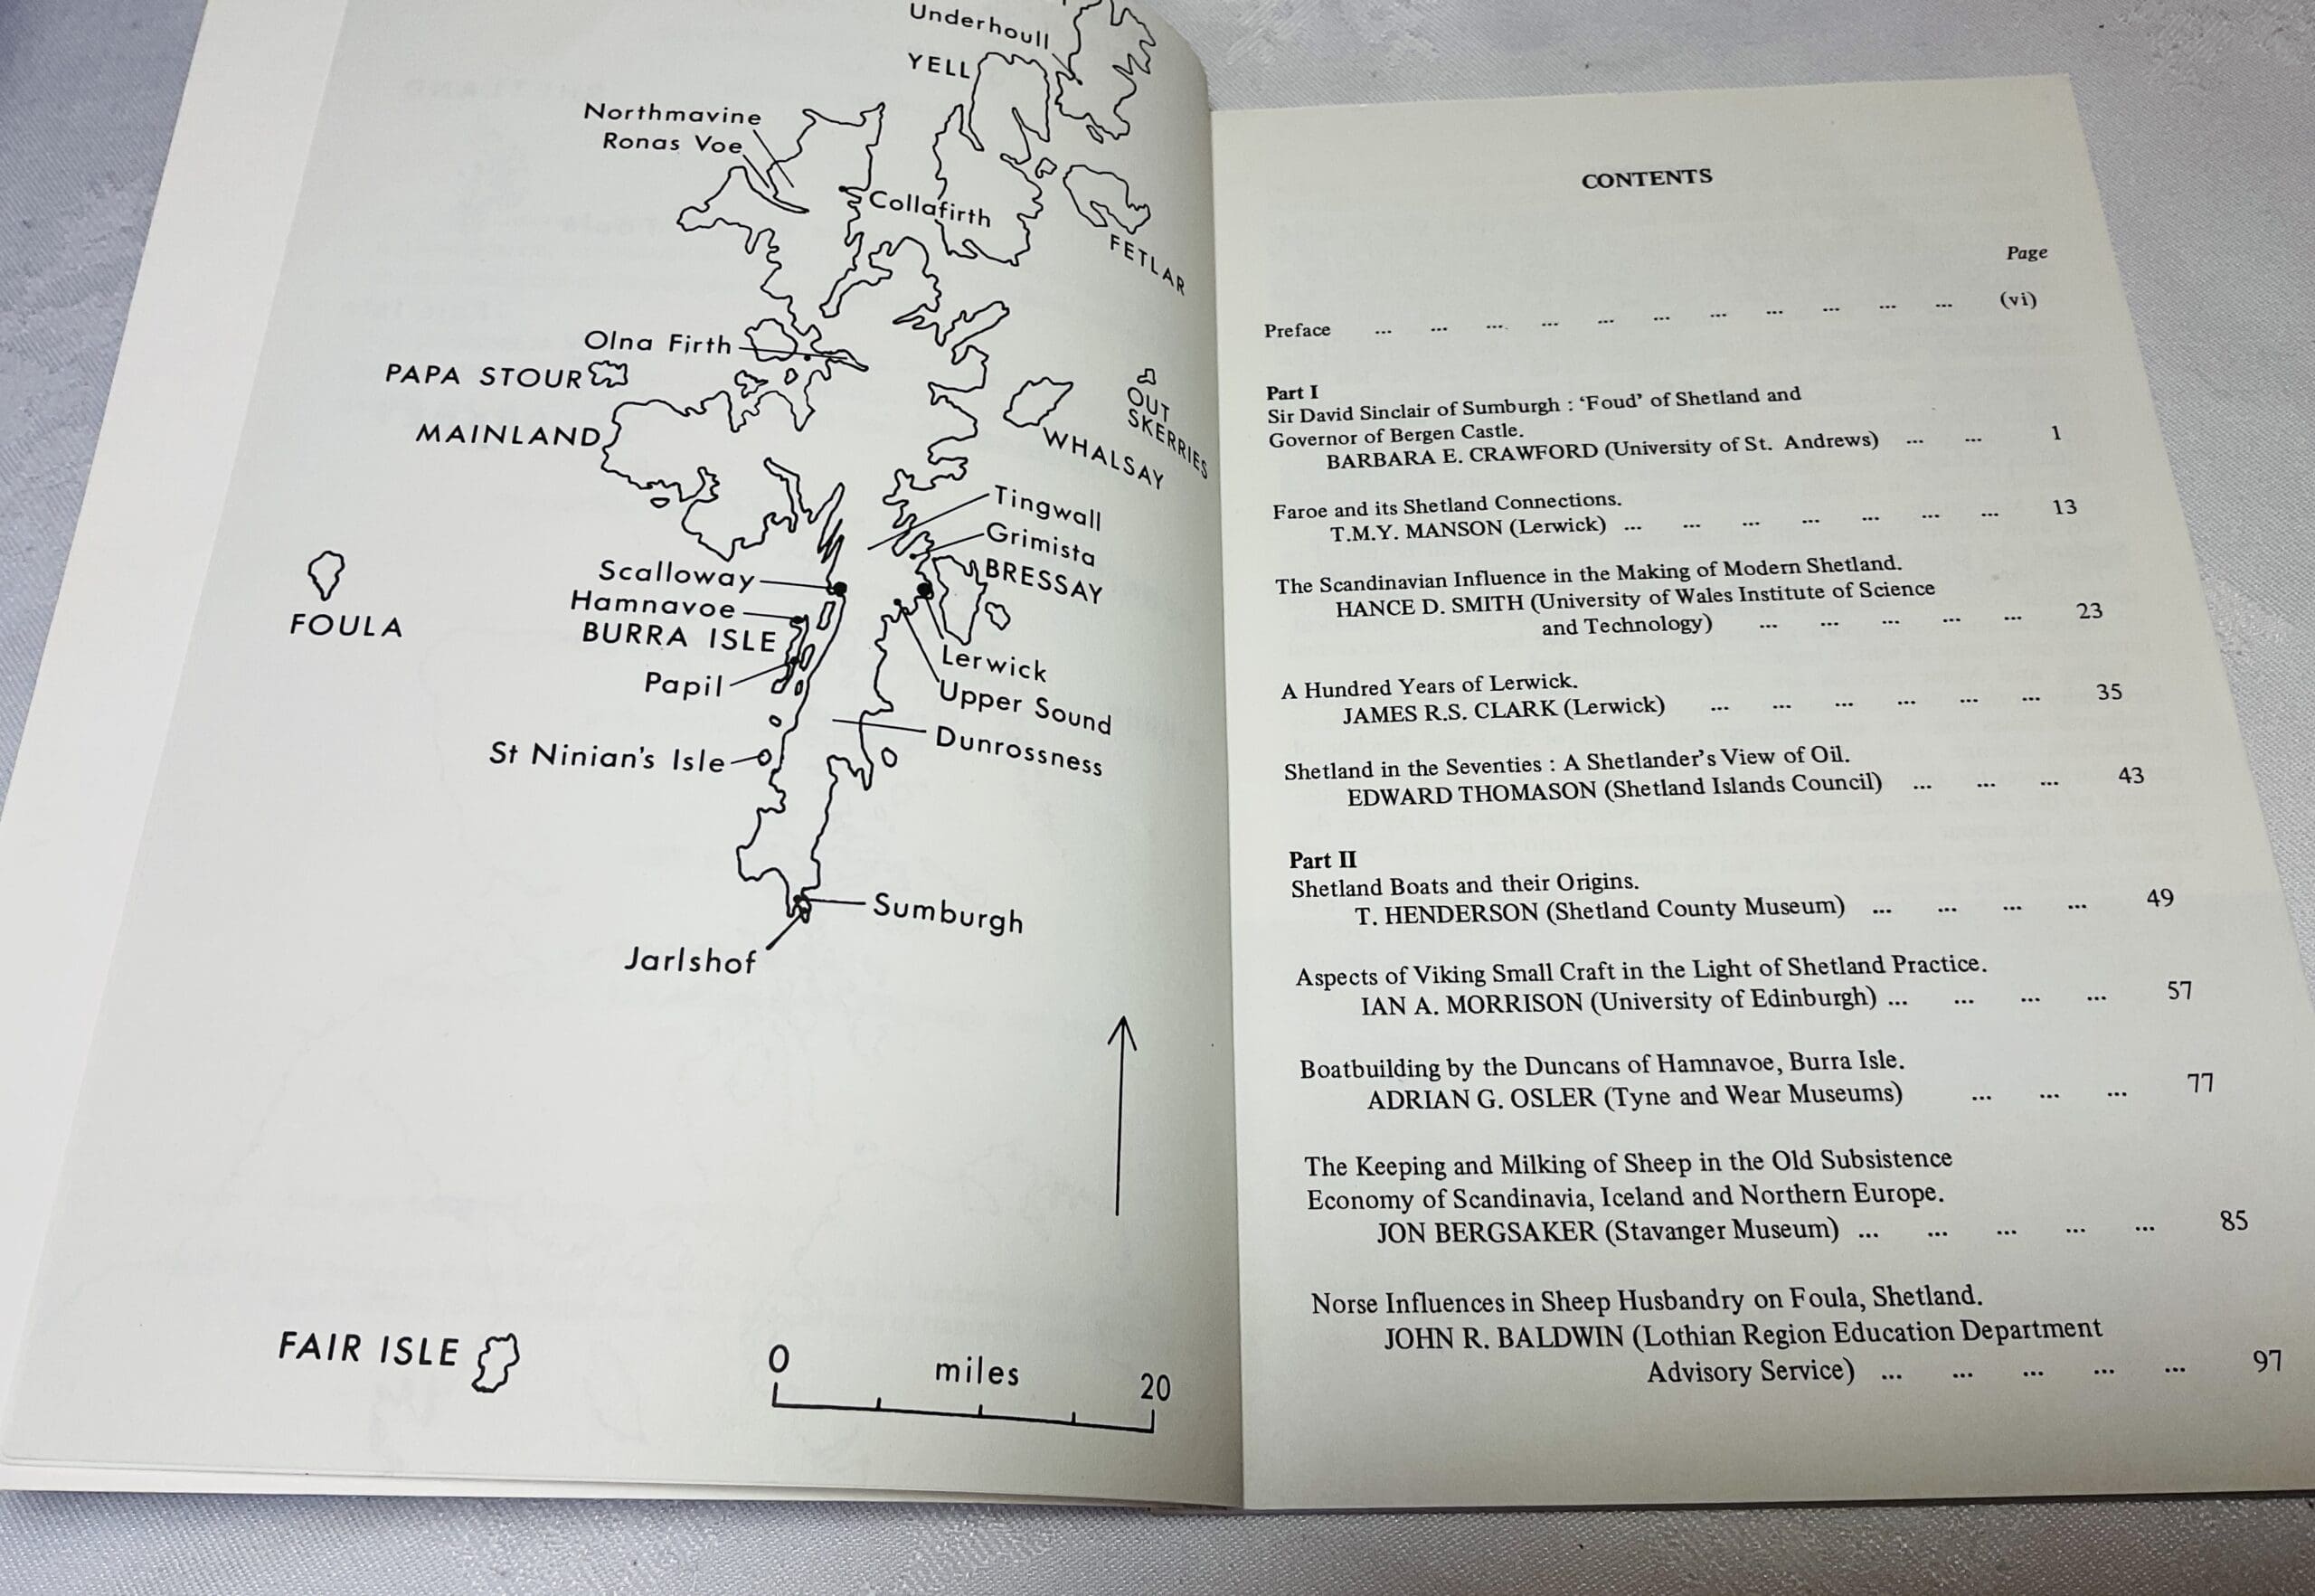 Underhoull
YELL
Northmavine
Ronas Voe
Collafirth
FETLAR
Olna Firth
PAPA STOUR
OUT
SKERRIES
MAINLAND
WHALSAY
Tingwall
Grimista
BRESSAY
Scalloway
Hamnavoe
BURRA ISLE
FOULA
Lerwick
Papil
Upper Sound
Dunrossness
St Ninian's Isle
Sumburgh
Jarlshof
FAIR ISLE
0 miles 20
CONTENTS
Page
Preface ... ... ... ... ... ... ... ... ... ... ... (vi)
Part I
Sir David Sinclair of Sumburgh : ‘Foud’ of Shetland and
Governor of Bergen Castle.
BARBARA E. CRAWFORD (University of St. Andrews) ... ... 1
Faroe and its Shetland Connections.
T.M.Y. MANSON (Lerwick) ... ... ... ... ... ... ... 13
The Scandinavian Influence in the Making of Modern Shetland.
HANCE D. SMITH (University of Wales Institute of Science
and Technology) ... ... ... ... ... 23
A Hundred Years of Lerwick.
JAMES R.S. CLARK (Lerwick) ... ... ... ... ... ... 35
Shetland in the Seventies : A Shetlander’s View of Oil.
EDWARD THOMASON (Shetland Islands Council) ... ... ... 43
Part II
Shetland Boats and their Origins.
T. HENDERSON (Shetland County Museum) ... ... ... ... 49
Aspects of Viking Small Craft in the Light of Shetland Practice.
IAN A. MORRISON (University of Edinburgh) ... ... ... ... 57
Boatbuilding by the Duncans of Hamnavoe, Burra Isle.
ADRIAN G. OSLER (Tyne and Wear Museums) ... ... ... 77
The Keeping and Milking of Sheep in the Old Subsistence
Economy of Scandinavia, Iceland and Northern Europe.
JON BERGSAKER (Stavanger Museum) ... ... ... ... ... 85
Norse Influences in Sheep Husbandry on Foula, Shetland.
JOHN R. BALDWIN (Lothian Region Education Department
Advisory Service) ... ... ... ... ... 97